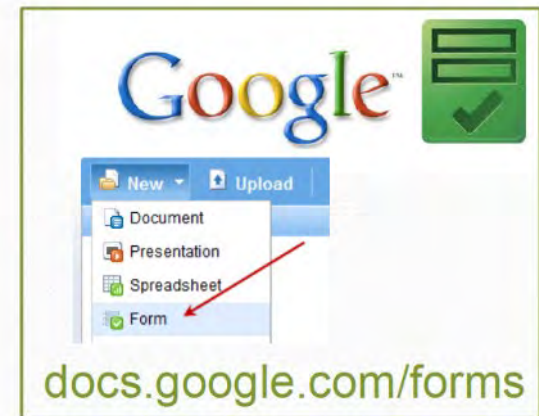 Google™
New Upload
Document
Presentation
Spreadsheet
Form
docs.google.com/forms